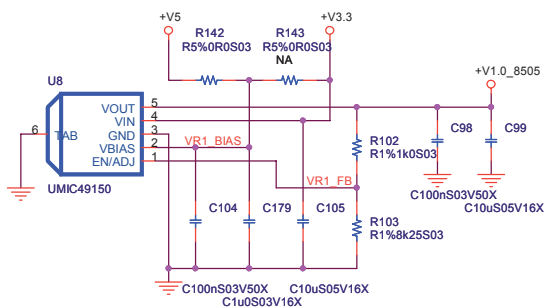 +V5
+V3.3
R142
R5%0R0S03
R143
R5%0R0S03
NA
+V1.0_8505
U8
VOUT 5
VIN 4
GND 3
VBIAS 2
EN/ADJ 1
6 TAB
UMIC49150
VR1_BIAS
VR1_FB
R102
R1%1k0S03
C98
C99
C100nS03V50X
C10uS05V16X
R103
R1%8k25S03
C104
C179
C105
C100nS03V50X
C1u0S03V16X
C10uS05V16X